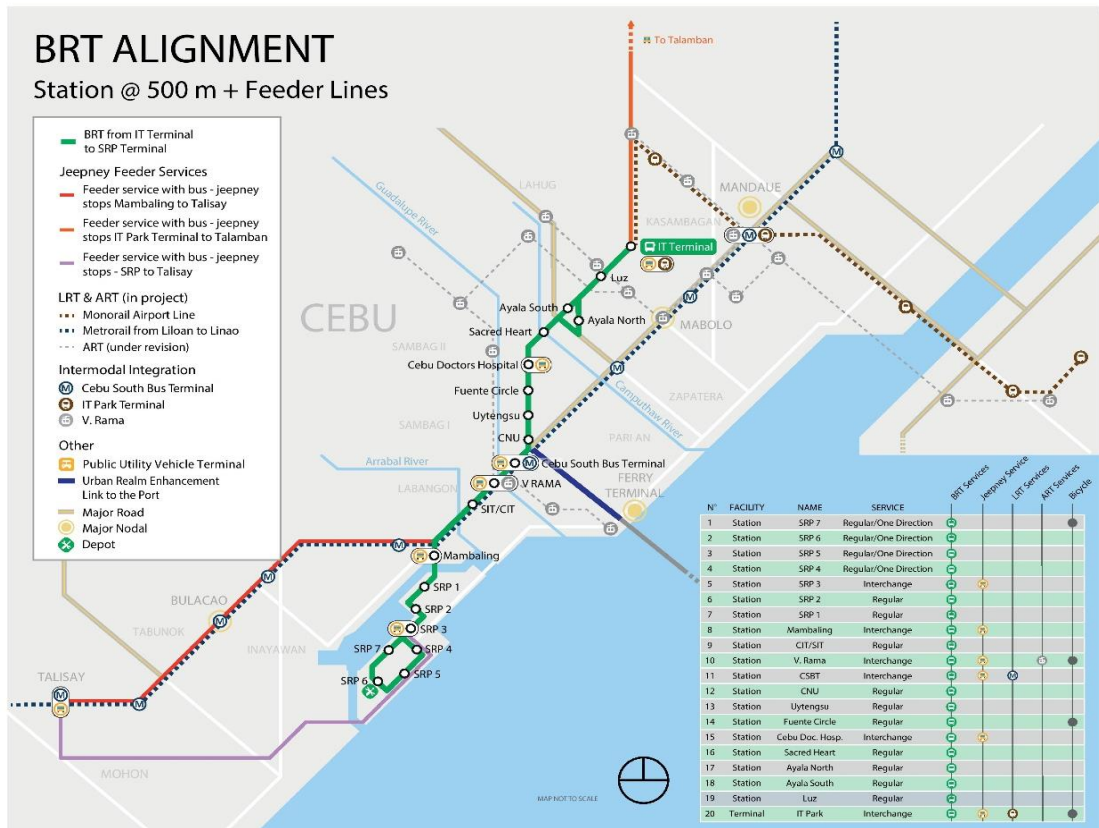 BRT ALIGNMENT
Station @ 500 m + Feeder Lines
BRT from IT Terminal
to SRP Terminal
Jeepney Feeder Services
Feeder service with bus - jeepney
stops Mambaling to Talisay
Feeder service with bus - jeepney
stops IT Park Terminal to Talamban
Feeder service with bus - jeepney
stops - SRP to Talisay
LRT & ART (in project)
Monorail Airport Line
Metrorail from Liloan to Linao
ART (under revision)
Intermodal Integration
M Cebu South Bus Terminal
IT Park Terminal
V. Rama
Other
Public Utility Vehicle Terminal
Urban Realm Enhancement
Link to the Port
Major Road
Major Nodal
Depot
To Talamban
M
MANDAUE
LAHUG
KASAMBAGAN
Guadalupe River
M
IT Terminal
Luz
M
Ayala South
Ayala North
CEBU
MABOLO
Sacred Heart
SAMBAG II
Cebu Doctors Hospital
M
Camputhaw River
Fuente Circle
ZAPATERA
Uytengsu
SAMBAG I
CNU
PARI AN
Arrabal River
M Cebu South Bus Terminal
LABANGON
V RAMA
FERRY
TERMINAL
SIT/CIT
M
Mambaling
M
SRP 1
BULACAO
SRP 2
M
TABUNOK
SRP 3
INAYAWAN
SRP 7
SRP 4
TALISAY
SRP 6
SRP 5
M
M
MOHON
MAP NOT TO SCALE
BRT Services
Jeepney Service
LRT Services
ART Services
Bicycle
N° FACILITY NAME SERVICE
1 Station SRP 7 Regular/One Direction
2 Station SRP 6 Regular/One Direction
3 Station SRP 5 Regular/One Direction
4 Station SRP 4 Regular/One Direction
5 Station SRP 3 Interchange
6 Station SRP 2 Regular
7 Station SRP 1 Regular
8 Station Mambaling Interchange
9 Station CIT/SIT Regular
10 Station V. Rama Interchange
11 Station CSBT Interchange M
12 Station CNU Regular
13 Station Uytengsu Regular
14 Station Fuente Circle Regular
15 Station Cebu Doc. Hosp. Interchange
16 Station Sacred Heart Regular
17 Station Ayala North Regular
18 Station Ayala South Regular
19 Station Luz Regular
20 Terminal IT Park Interchange